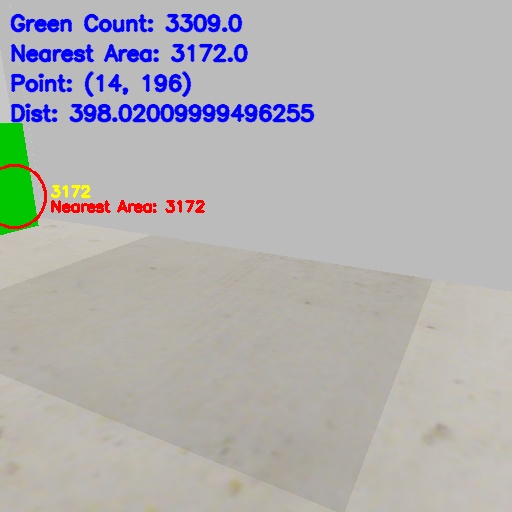 Green Count: 3309.0
Nearest Area: 3172.0
Point: (14, 196)
Dist: 398.02009999496255
3172
Nearest Area: 3172